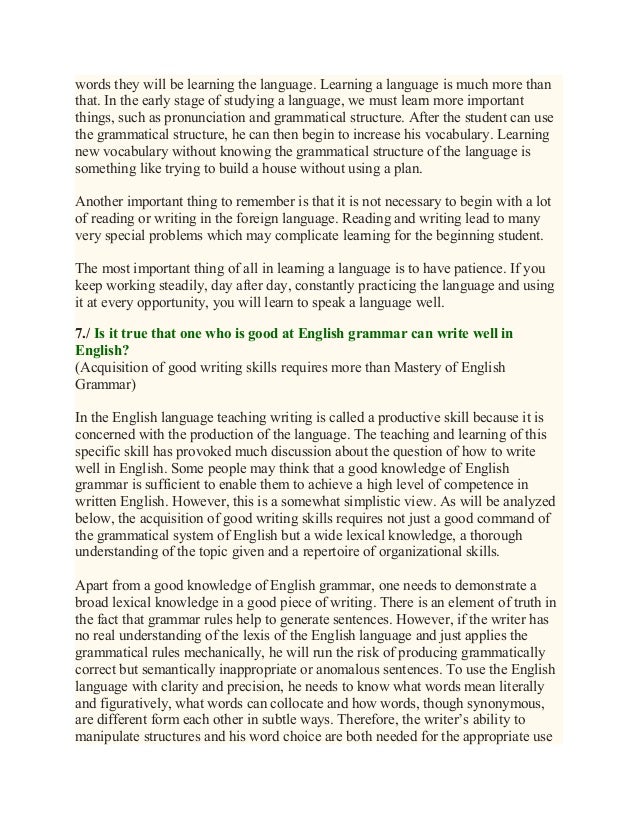 words they will be learning the language. Learning a language is much more than
that. In the early stage of studying a language, we must learn more important
things, such as pronunciation and grammatical structure. After the student can use
the grammatical structure, he can then begin to increase his vocabulary. Learning
new vocabulary without knowing the grammatical structure of the language is
something like trying to build a house without using a plan.
Another important thing to remember is that it is not necessary to begin with a lot
of reading or writing in the foreign language. Reading and writing lead to many
very special problems which may complicate learning for the beginning student.
The most important thing of all in learning a language is to have patience. If you
keep working steadily, day after day, constantly practicing the language and using
it at every opportunity, you will learn to speak a language well.
7./ Is it true that one who is good at English grammar can write well in
English?
(Acquisition of good writing skills requires more than Mastery of English
Grammar)
In the English language teaching writing is called a productive skill because it is
concerned with the production of the language. The teaching and learning of this
specific skill has provoked much discussion about the question of how to write
well in English. Some people may think that a good knowledge of English
grammar is sufficient to enable them to achieve a high level of competence in
written English. However, this is a somewhat simplistic view. As will be analyzed
below, the acquisition of good writing skills requires not just a good command of
the grammatical system of English but a wide lexical knowledge, a thorough
understanding of the topic given and a repertoire of organizational skills.
Apart from a good knowledge of English grammar, one needs to demonstrate a
broad lexical knowledge in a good piece of writing. There is an element of truth in
the fact that grammar rules help to generate sentences. However, if the writer has
no real understanding of the lexis of the English language and just applies the
grammatical rules mechanically, he will run the risk of producing grammatically
correct but semantically inappropriate or anomalous sentences. To use the English
language with clarity and precision, he needs to know what words mean literally
and figuratively, what words can collocate and how words, though synonymous,
are different form each other in subtle ways. Therefore, the writer’s ability to
manipulate structures and his word choice are both needed for the appropriate use